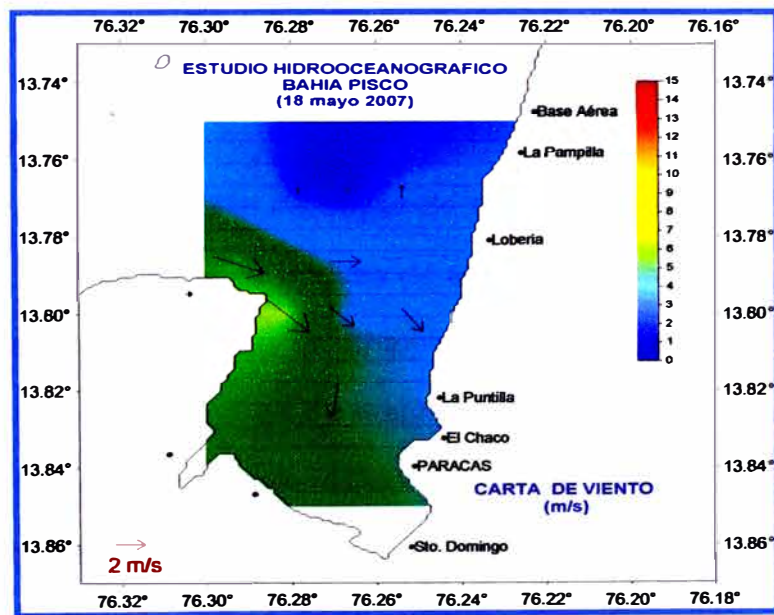 76.32° 76.30° 76.28° 76.26° 76.24° 76.22° 76.20° 76.18° 76.16°
13.74° 13.74°
ESTUDIO HIDROOCEANOGRAFICO
BAHIA PISCO
(18 mayo 2007)
15
14
13
12
11
10
9
8
7
6
5
4
3
2
1
0
Base Aérea
13.76° La Pampilla 13.76°
13.78° Loberia 13.78°
13.60° 13.60°
13.82° La Puntilla 13.82°
El Chaco
13.84° PARACAS 13.84°
CARTA DE VIENTO
(m/s)
13.86° Sto. Domingo 13.86°
2 m/s
76.32° 76.30° 76.28° 76.26° 76.24° 76.22° 76.20° 76.18°